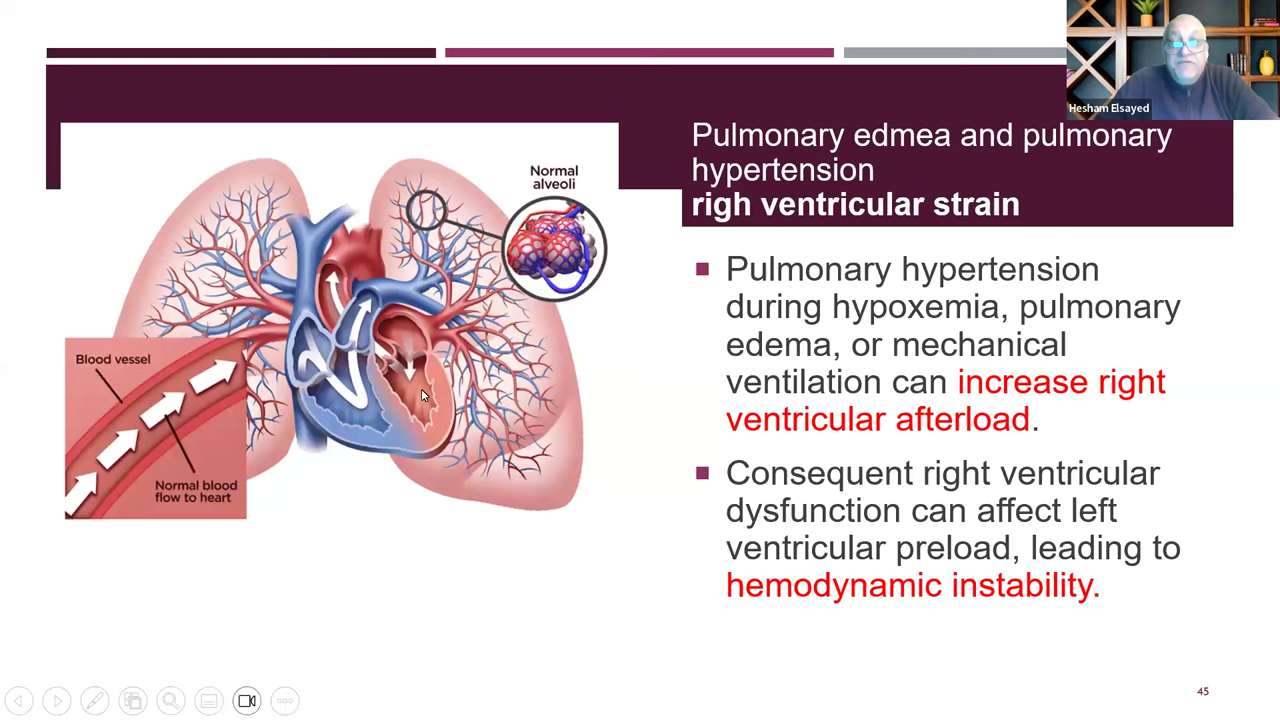 Hesham Elsayed
Pulmonary edmea and pulmonary
hypertension
righ ventricular strain
Normal
alveoli
Blood vessel
Normal blood
flow to heart
Pulmonary hypertension
during hypoxemia, pulmonary
edema, or mechanical
ventilation can increase right
ventricular afterload.
Consequent right ventricular
dysfunction can affect left
ventricular preload, leading to
hemodynamic instability.
45